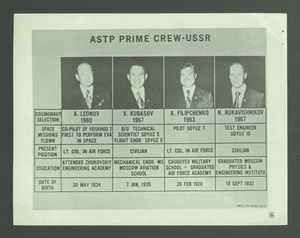 ASTP PRIME CREW-USSR
A. LEONOV
1960
V. KUBASOV
1967
A. FILIPCHENKO
1963
N. RUKAVISHNIKOV
1967
COSMONAUT
SELECTION
SPACE
MISSIONS
FLOWN
CO-PILOT OF VOSKHOD 2
FIRST TO PERFORM EVA
IN SPACE
B/U TECHNICAL
SCIENTIST SOYUZ 5
FLIGHT ENGR. SOYUZ 6
PILOT SOYUZ 7
TEST ENGINEER
SOYUZ 10
PRESENT
POSITION
LT. COL. IN AIR FORCE
CIVILIAN
LT. COL. IN AIR FORCE
CIVILIAN
EDUCATION
ATTENDED ZHUKOVSKIY
ENGINEERING ACADEMY
MECHANICAL ENGR.-MS
MOSCOW AVIATION
SCHOOL
CHUGUYEV MILITARY
SCHOOL - GRADUATED
AIR FORCE ACADEMY
GRADUATED MOSCOW
PHYSICS &
ENGINEERING INSTITUTE
DATE OF
BIRTH
30 MAY 1934
7 JAN. 1935
26 FEB 1928
18 SEPT 1932